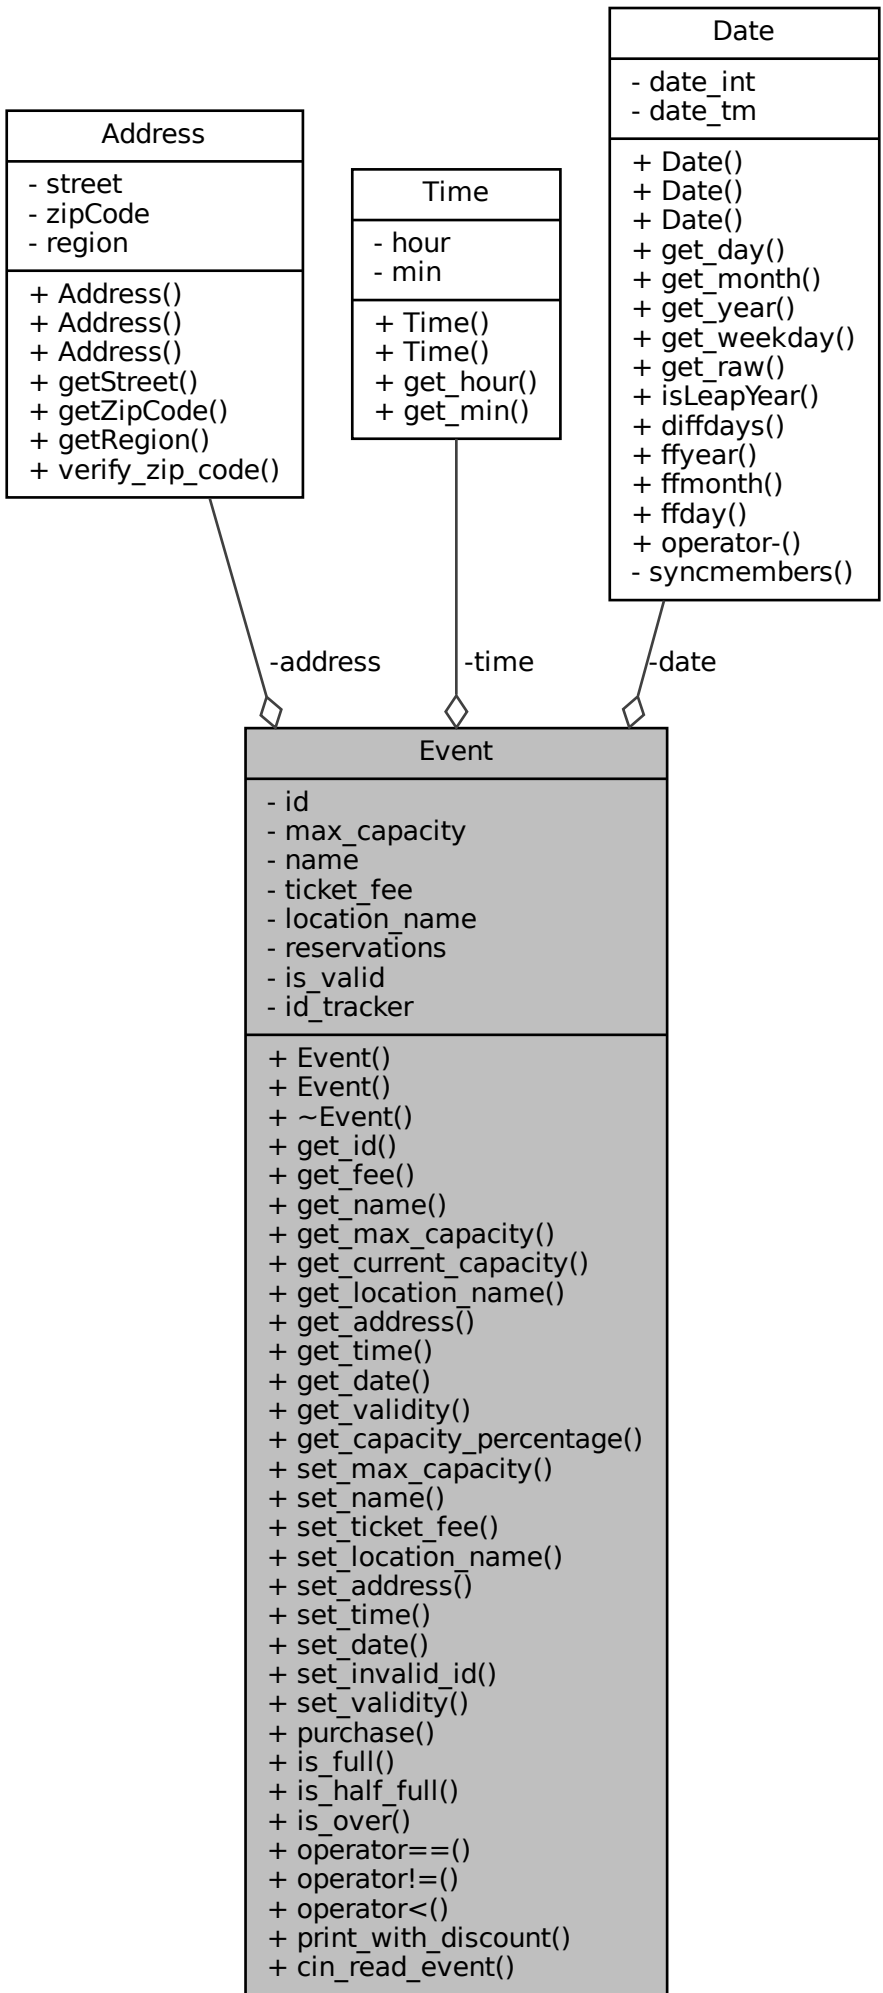 Address
- street
- zipCode
- region
+ Address()
+ Address()
+ Address()
+ getStreet()
+ getZipCode()
+ getRegion()
+ verify_zip_code()
Time
- hour
- min
+ Time()
+ Time()
+ get_hour()
+ get_min()
Date
- date_int
- date_tm
+ Date()
+ Date()
+ Date()
+ get_day()
+ get_month()
+ get_year()
+ get_weekday()
+ get_raw()
+ isLeapYear()
+ diffdays()
+ ffyear()
+ ffmonth()
+ ffday()
+ operator-()
- syncmembers()
-address
-time
-date
Event
- id
- max_capacity
- name
- ticket_fee
- location_name
- reservations
- is_valid
- id_tracker
+ Event()
+ Event()
+ ~Event()
+ get_id()
+ get_fee()
+ get_name()
+ get_max_capacity()
+ get_current_capacity()
+ get_location_name()
+ get_address()
+ get_time()
+ get_date()
+ get_validity()
+ get_capacity_percentage()
+ set_max_capacity()
+ set_name()
+ set_ticket_fee()
+ set_location_name()
+ set_address()
+ set_time()
+ set_date()
+ set_invalid_id()
+ set_validity()
+ purchase()
+ is_full()
+ is_half_full()
+ is_over()
+ operator==()
+ operator!=()
+ operator<()
+ print_with_discount()
+ cin_read_event()